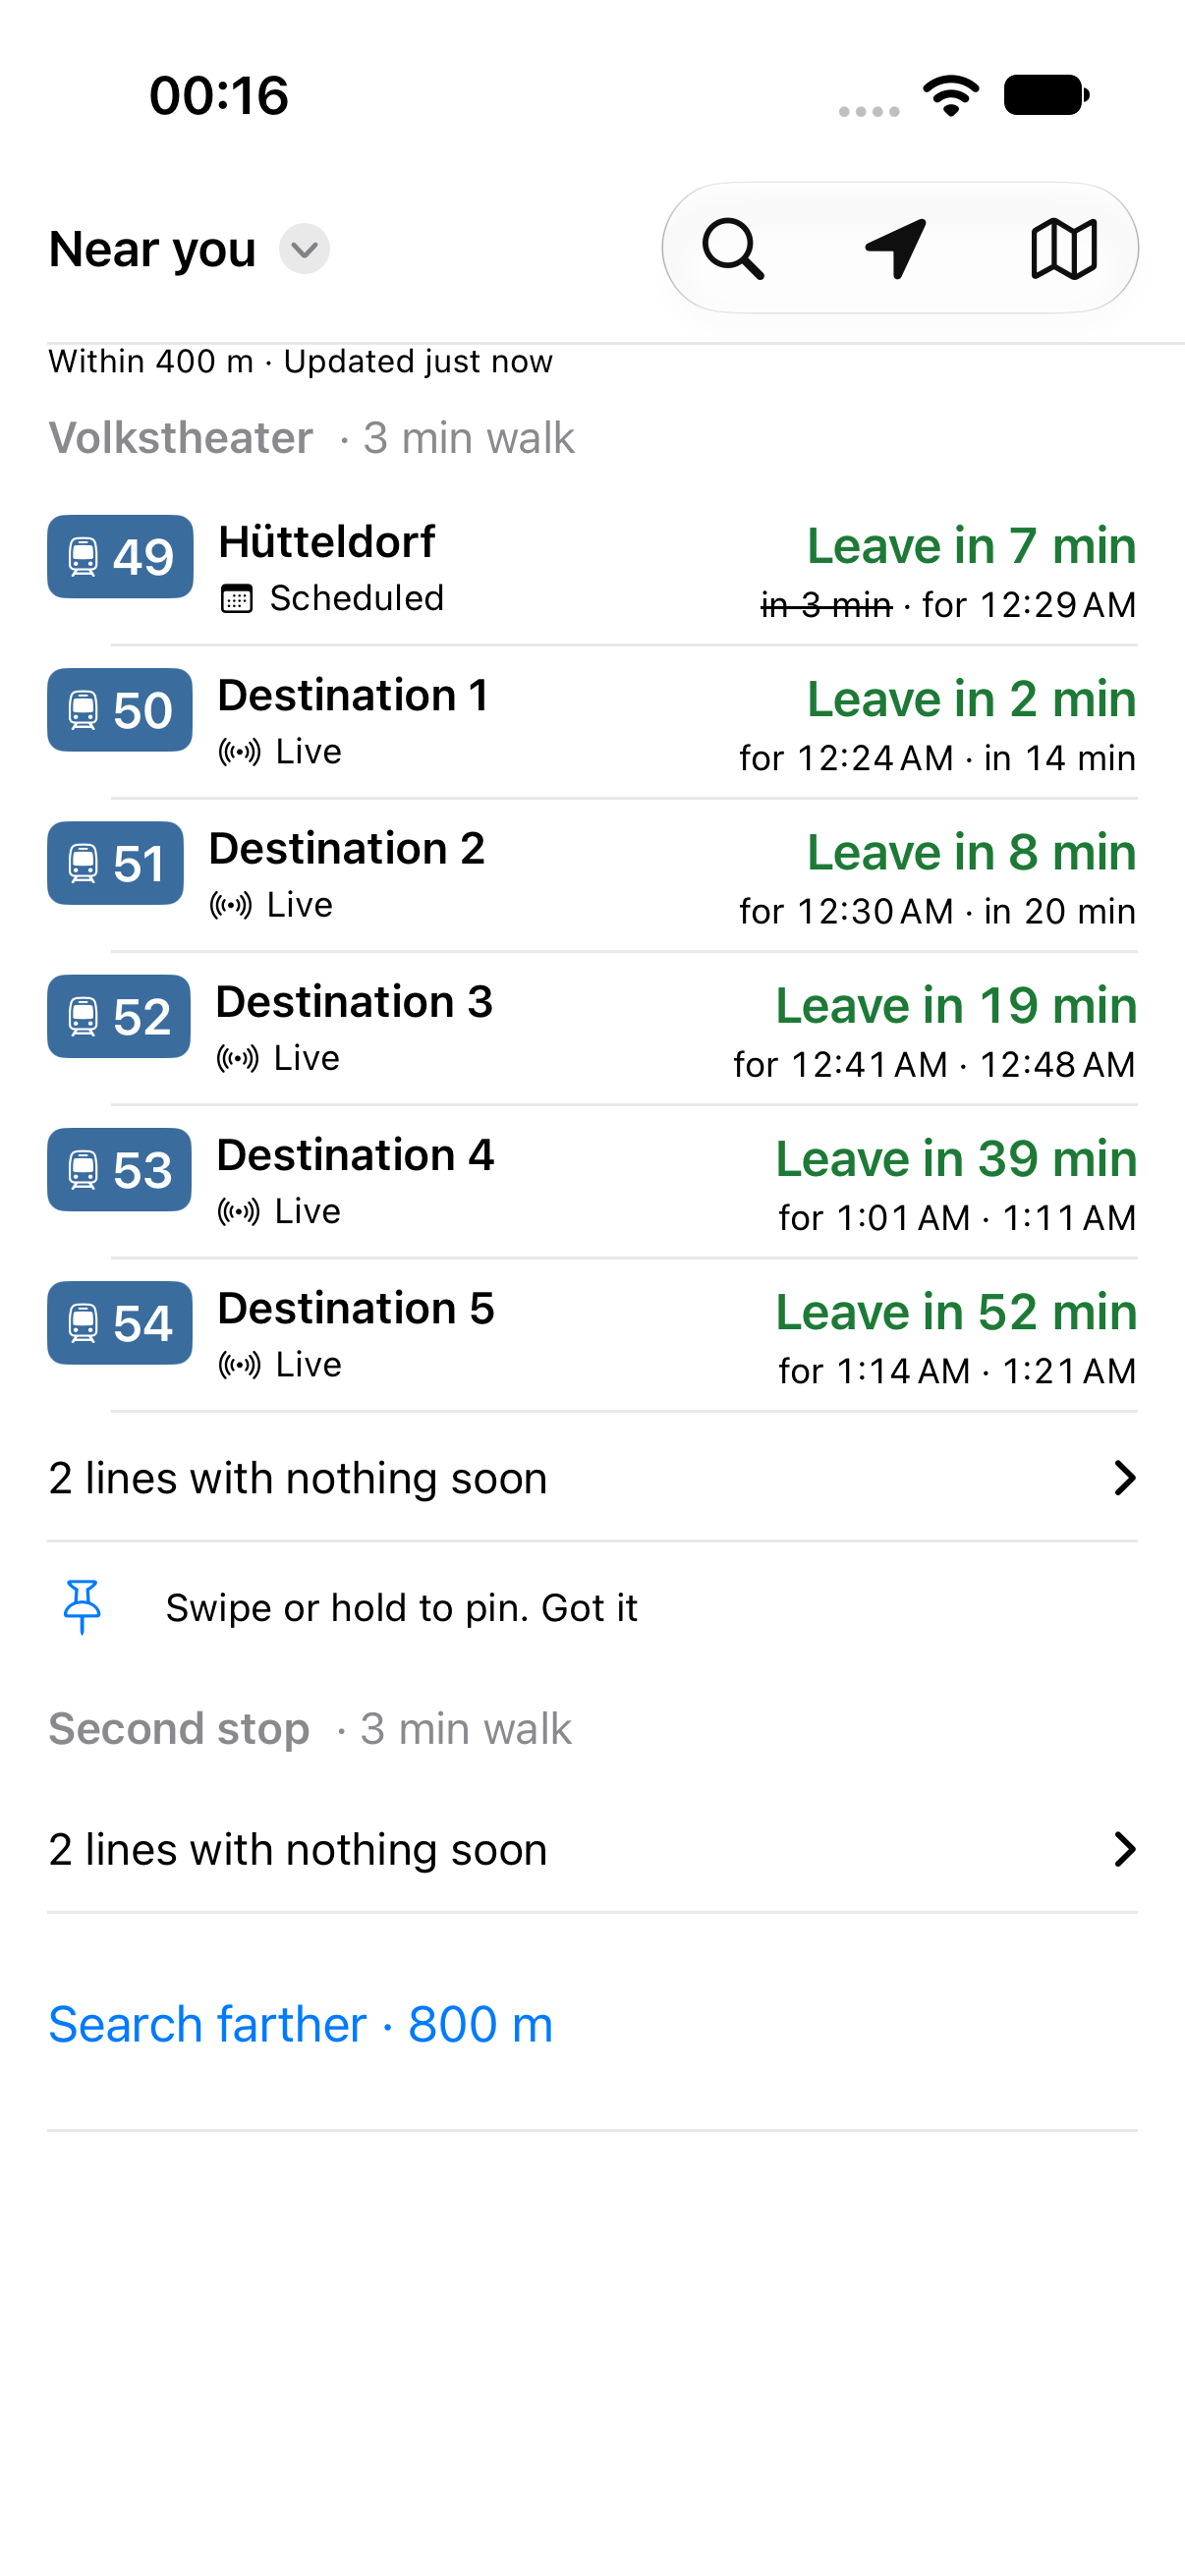 00:16
Near you
Within 400 m · Updated just now
Volkstheater · 3 min walk
49 Hütteldorf Leave in 7 min
Scheduled in 3 min · for 12:29 AM
50 Destination 1 Leave in 2 min
Live for 12:24 AM · in 14 min
51 Destination 2 Leave in 8 min
Live for 12:30 AM · in 20 min
52 Destination 3 Leave in 19 min
Live for 12:41 AM · 12:48 AM
53 Destination 4 Leave in 39 min
Live for 1:01 AM · 1:11 AM
54 Destination 5 Leave in 52 min
Live for 1:14 AM · 1:21 AM
2 lines with nothing soon
Swipe or hold to pin. Got it
Second stop · 3 min walk
2 lines with nothing soon
Search farther · 800 m